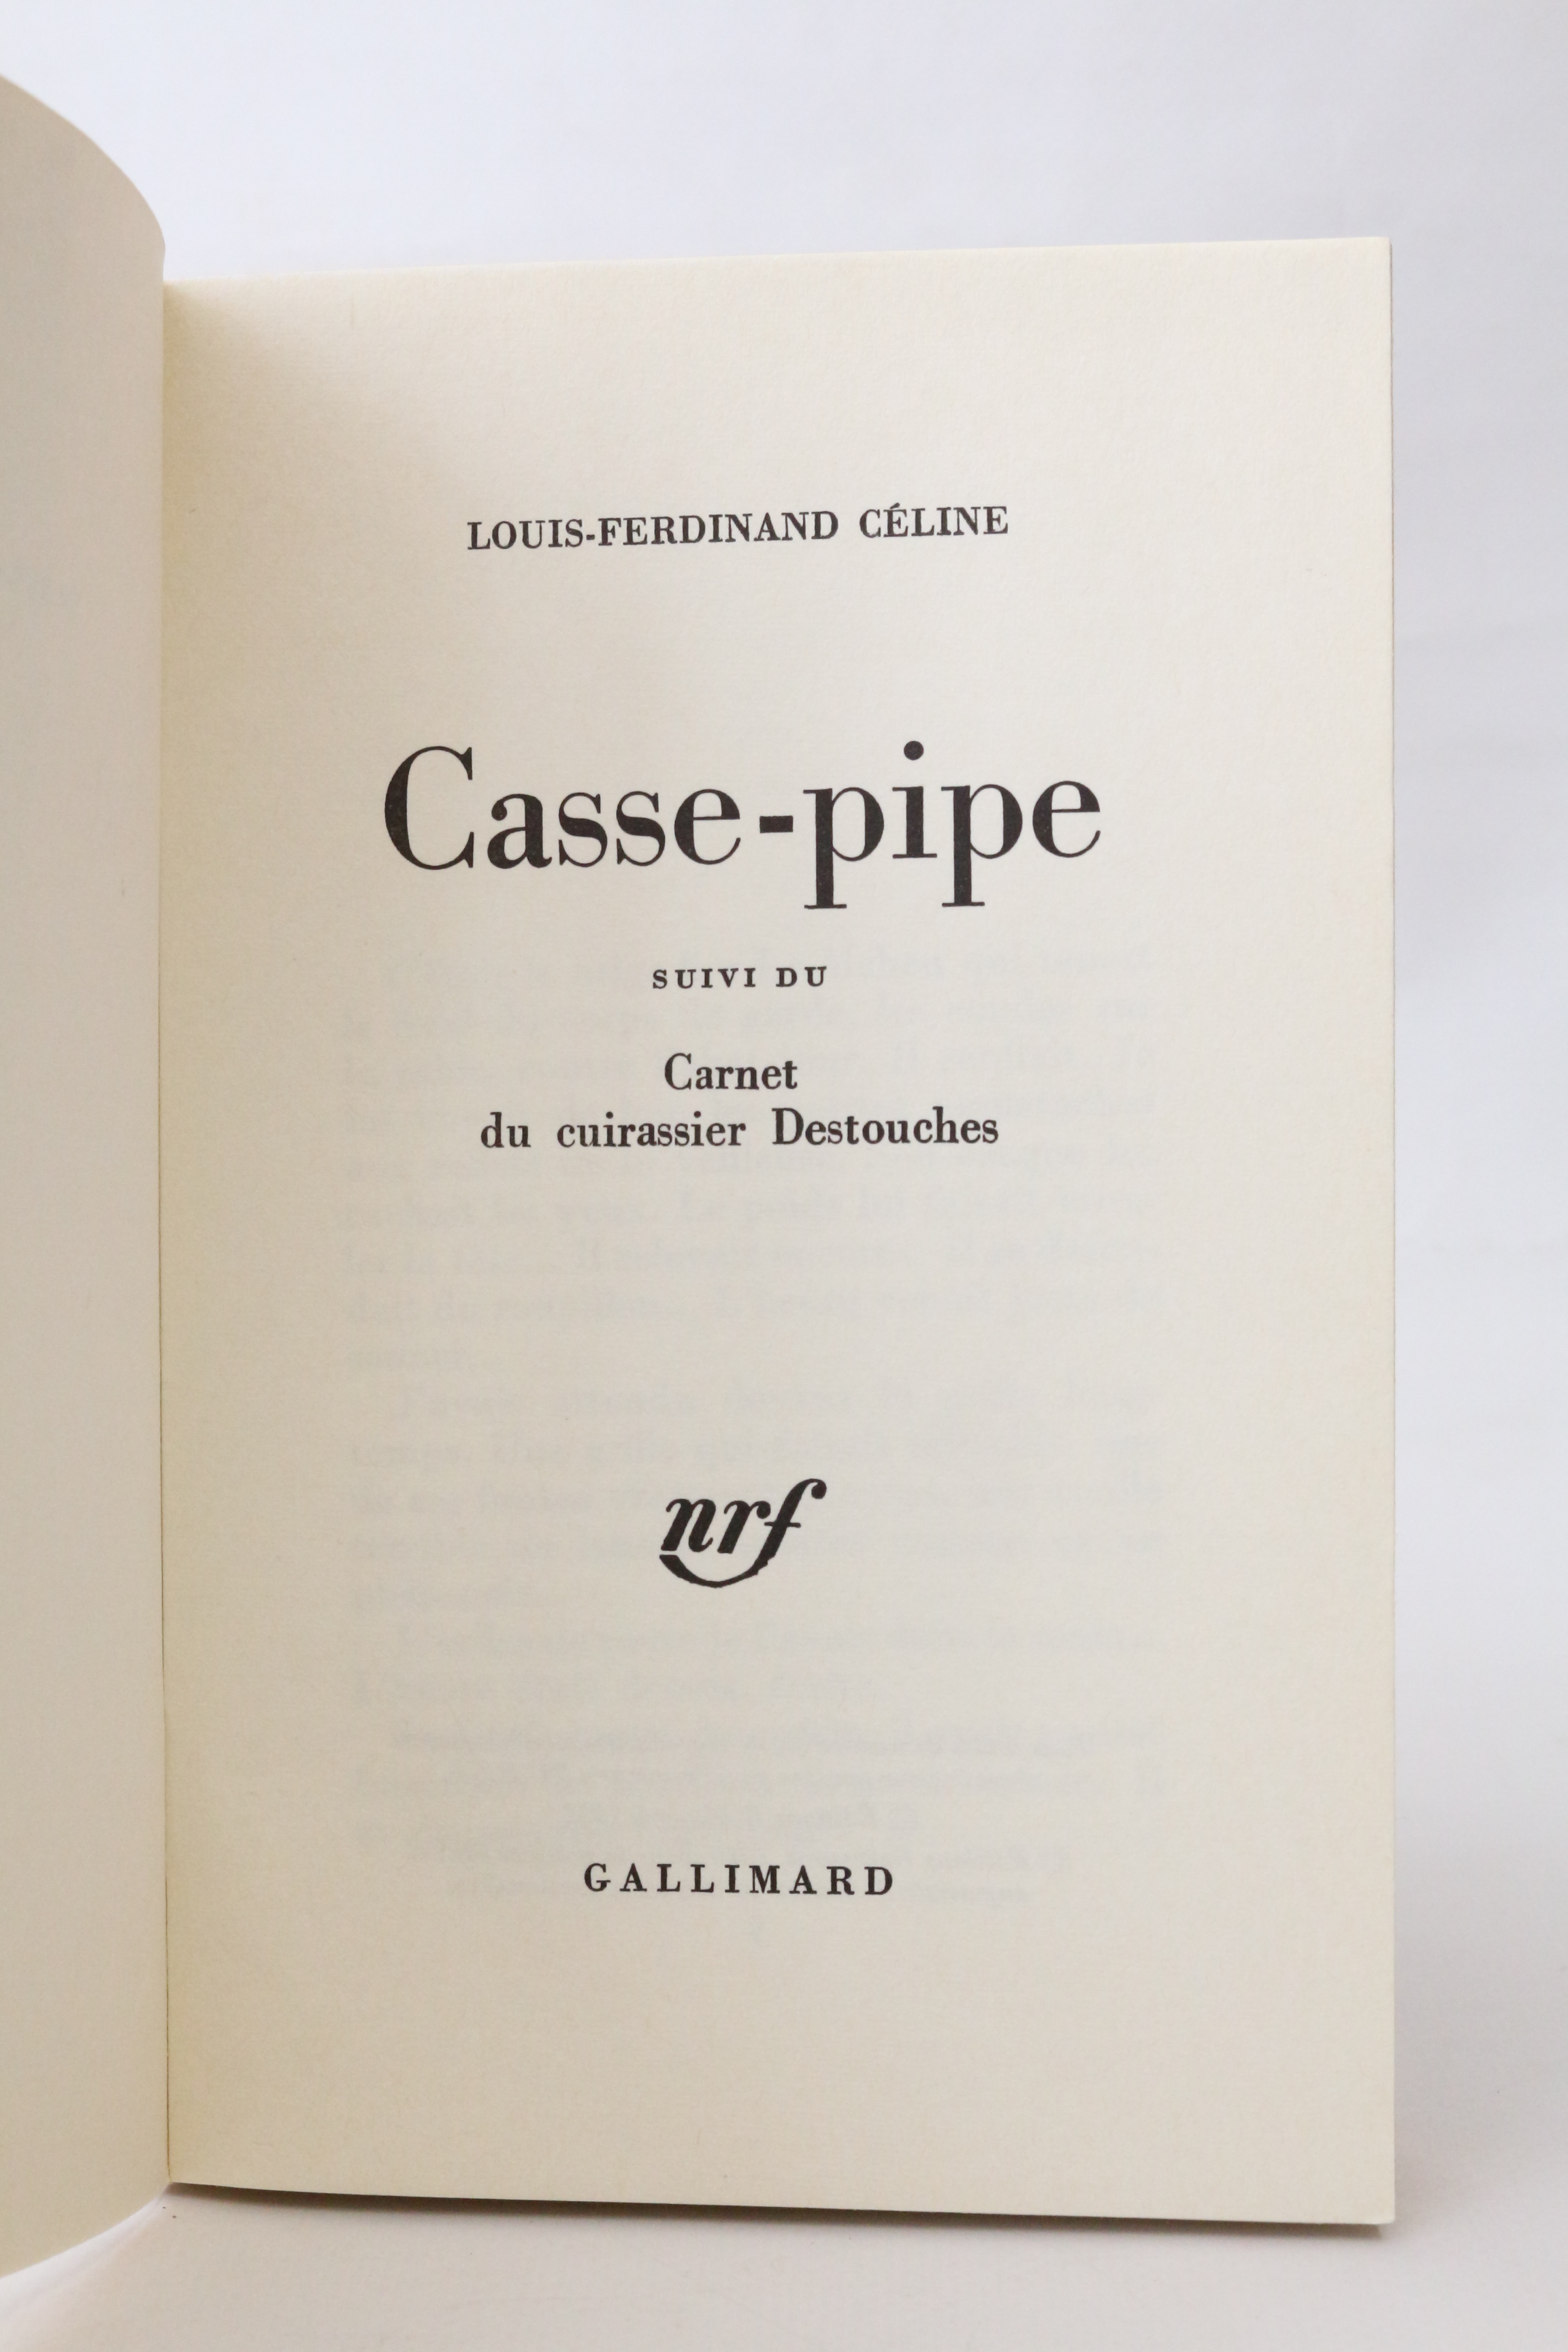 LOUIS-FERDINAND CÉLINE
Casse-pipe
SUIVI DU
Carnet
du cuirassier Destouches
nrf
GALLIMARD